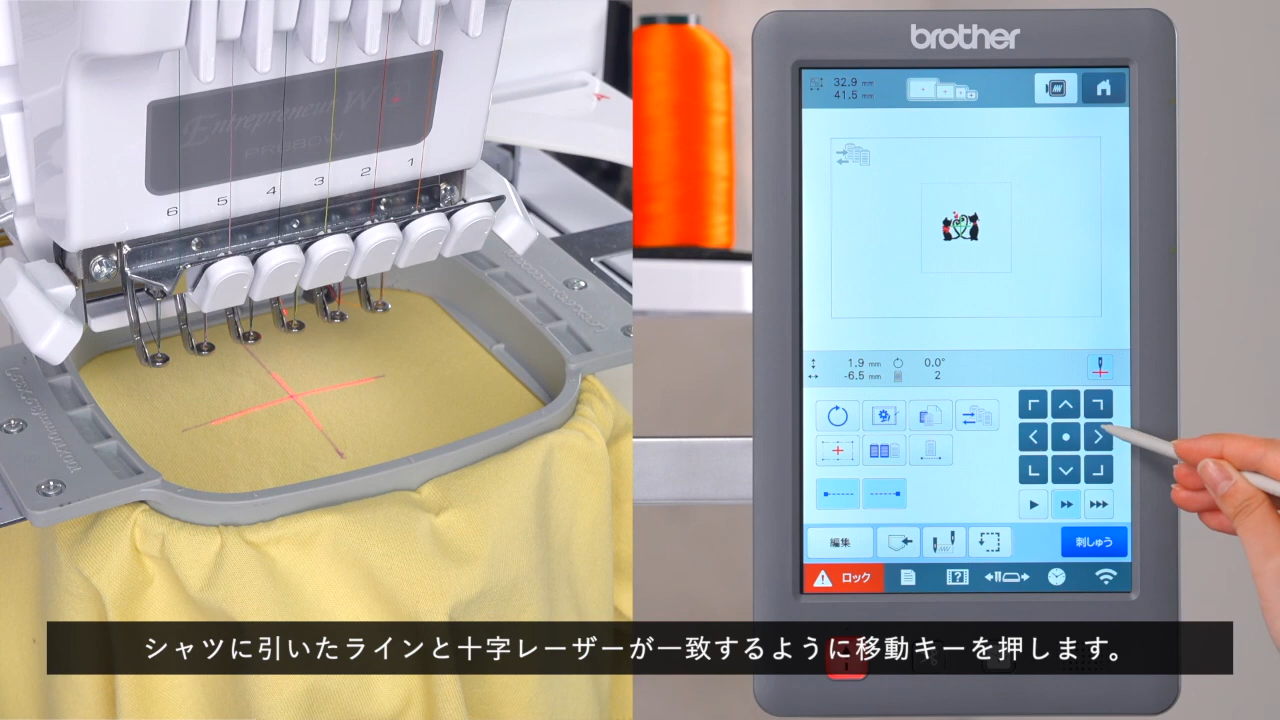 Entrepreneur W
PR680W
6
5
4
3
2
1
brother
32.9 mm
41.5 mm
1.9 mm
0.0°
-6.5 mm
2
編集
刺しゅう
ロック
シャツに引いたラインと十字レーザーが一致するように移動キーを押します。